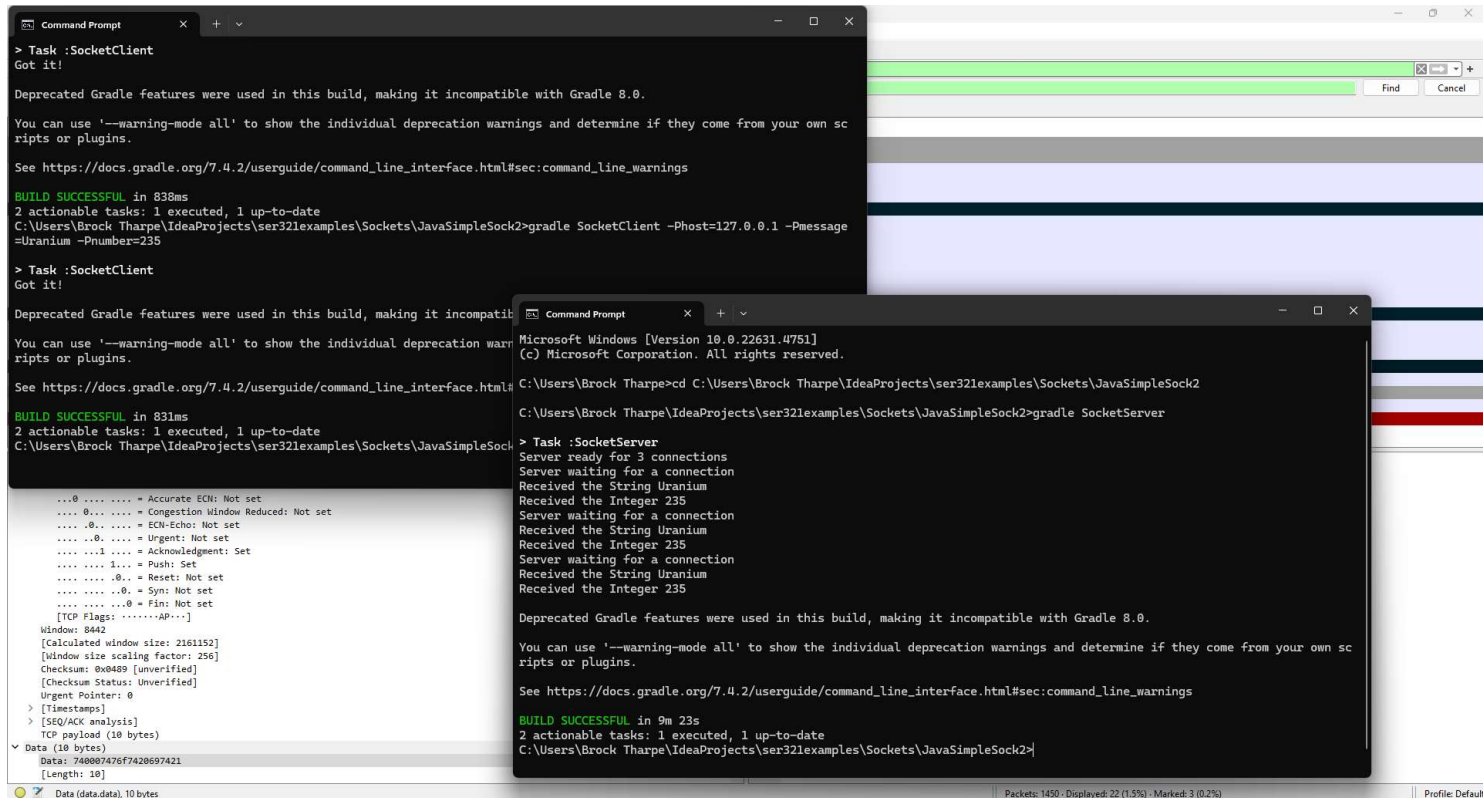 Command Prompt
> Task :SocketClient
Got it!
Deprecated Gradle features were used in this build, making it incompatible with Gradle 8.0.
You can use '--warning-mode all' to show the individual deprecation warnings and determine if they come from your own sc
ripts or plugins.
See https://docs.gradle.org/7.4.2/userguide/command_line_interface.html#sec:command_line_warnings
BUILD SUCCESSFUL in 838ms
2 actionable tasks: 1 executed, 1 up-to-date
C:\Users\Brock Tharpe\IdeaProjects\ser321examples\Sockets\JavaSimpleSock2>gradle SocketClient -Phost=127.0.0.1 -Pmessage
=Uranium -Pnumber=235
> Task :SocketClient
Got it!
Deprecated Gradle features were used in this build, making it incompatib
You can use '--warning-mode all' to show the individual deprecation warn
ripts or plugins.
See https://docs.gradle.org/7.4.2/userguide/command_line_interface.html#
BUILD SUCCESSFUL in 831ms
2 actionable tasks: 1 executed, 1 up-to-date
C:\Users\Brock Tharpe\IdeaProjects\ser321examples\Sockets\JavaSimpleSock
Find Cancel
Command Prompt
Microsoft Windows [Version 10.0.22631.4751]
(c) Microsoft Corporation. All rights reserved.
C:\Users\Brock Tharpe>cd C:\Users\Brock Tharpe\IdeaProjects\ser321examples\Sockets\JavaSimpleSock2
C:\Users\Brock Tharpe\IdeaProjects\ser321examples\Sockets\JavaSimpleSock2>gradle SocketServer
> Task :SocketServer
Server ready for 3 connections
Server waiting for a connection
Received the String Uranium
Received the Integer 235
Server waiting for a connection
Received the String Uranium
Received the Integer 235
Server waiting for a connection
Received the String Uranium
Received the Integer 235
Deprecated Gradle features were used in this build, making it incompatible with Gradle 8.0.
You can use '--warning-mode all' to show the individual deprecation warnings and determine if they come from your own sc
ripts or plugins.
See https://docs.gradle.org/7.4.2/userguide/command_line_interface.html#sec:command_line_warnings
BUILD SUCCESSFUL in 9m 23s
2 actionable tasks: 1 executed, 1 up-to-date
C:\Users\Brock Tharpe\IdeaProjects\ser321examples\Sockets\JavaSimpleSock2>
...0 .... .... = Accurate ECN: Not set
.... 0... .... = Congestion Window Reduced: Not set
.... .0.. .... = ECN-Echo: Not set
.... ..0. .... = Urgent: Not set
.... ...1 .... = Acknowledgment: Set
.... .... 1... = Push: Set
.... .... .0.. = Reset: Not set
.... .... ..0. = Syn: Not set
.... .... ...0 = Fin: Not set
[TCP Flags: ·······AP···]
Window: 8442
[Calculated window size: 2161152]
[Window size scaling factor: 256]
Checksum: 0x0489 [unverified]
[Checksum Status: Unverified]
Urgent Pointer: 0
> [Timestamps]
> [SEQ/ACK analysis]
TCP payload (10 bytes)
Data (10 bytes)
Data: 740007476f7420697421
[Length: 10]
Data (data.data), 10 bytes
Packets: 1450 · Displayed: 22 (1.5%) · Marked: 3 (0.2%)
Profile: Default